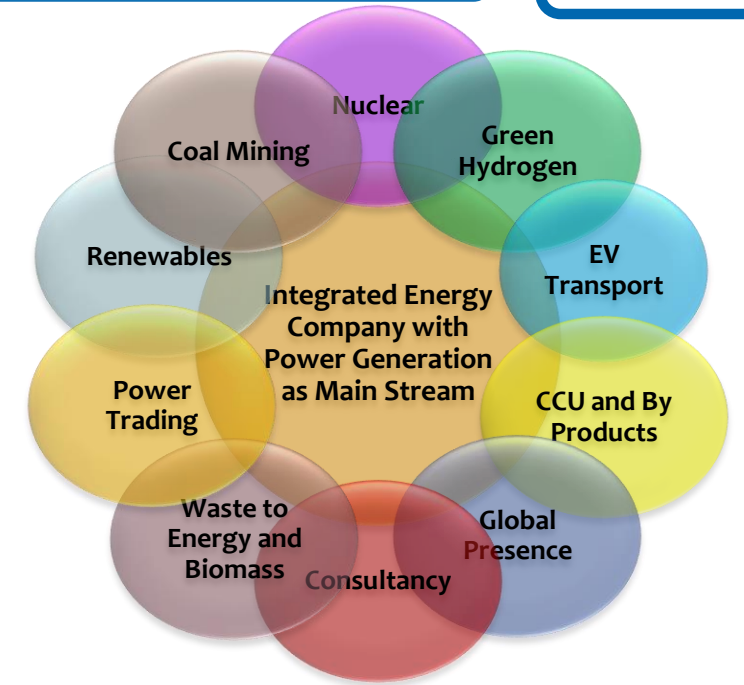 Nuclear
Green
Hydrogen
EV
Transport
CCU and By
Products
Global
Presence
Consultancy
Waste to
Energy and
Biomass
Power
Trading
Renewables
Coal Mining
Integrated Energy
Company with
Power Generation
as Main Stream